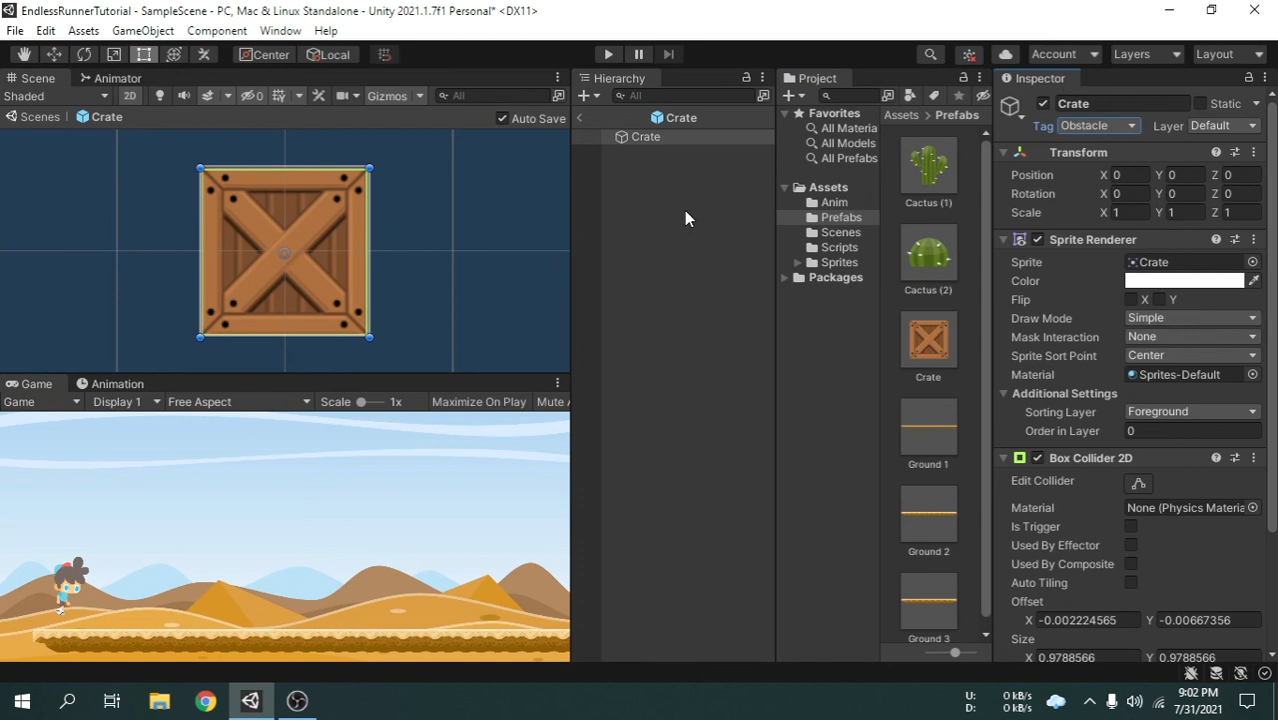 EndlessRunnerTutorial - SampleScene - PC, Mac & Linux Standalone - Unity 2021.1.7f1 Personal* <DX11>
File Edit Assets GameObject Component Window Help
Center Local Account Layers Layout
Scene Animator
Shaded 2D 0 Gizmos All
Scenes Crate Auto Save
Game Animation
Game Display 1 Free Aspect Scale 1x Maximize On Play Mute A
Hierarchy
All
Crate
Crate
Project
Favorites
All Materia
All Models
All Prefabs
Assets
Anim
Prefabs
Scenes
Scripts
Sprites
Packages
Assets Prefabs
Cactus (1)
Cactus (2)
Crate
Ground 1
Ground 2
Ground 3
Inspector
Crate Static
Tag Obstacle Layer Default
Transform
Position X 0 Y 0 Z 0
Rotation X 0 Y 0 Z 0
Scale X 1 Y 1 Z 1
Sprite Renderer
Sprite Crate
Color
Flip X Y
Draw Mode Simple
Mask Interaction None
Sprite Sort Point Center
Material Sprites-Default
Additional Settings
Sorting Layer Foreground
Order in Layer 0
Box Collider 2D
Edit Collider
Material None (Physics Materia
Is Trigger
Used By Effector
Used By Composite
Auto Tiling
Offset
X -0.002224565 Y -0.00667356
Size
X 0.9788566 Y 0.9788566
U: 0 kB/s
D: 0 kB/s
9:02 PM
7/31/2021